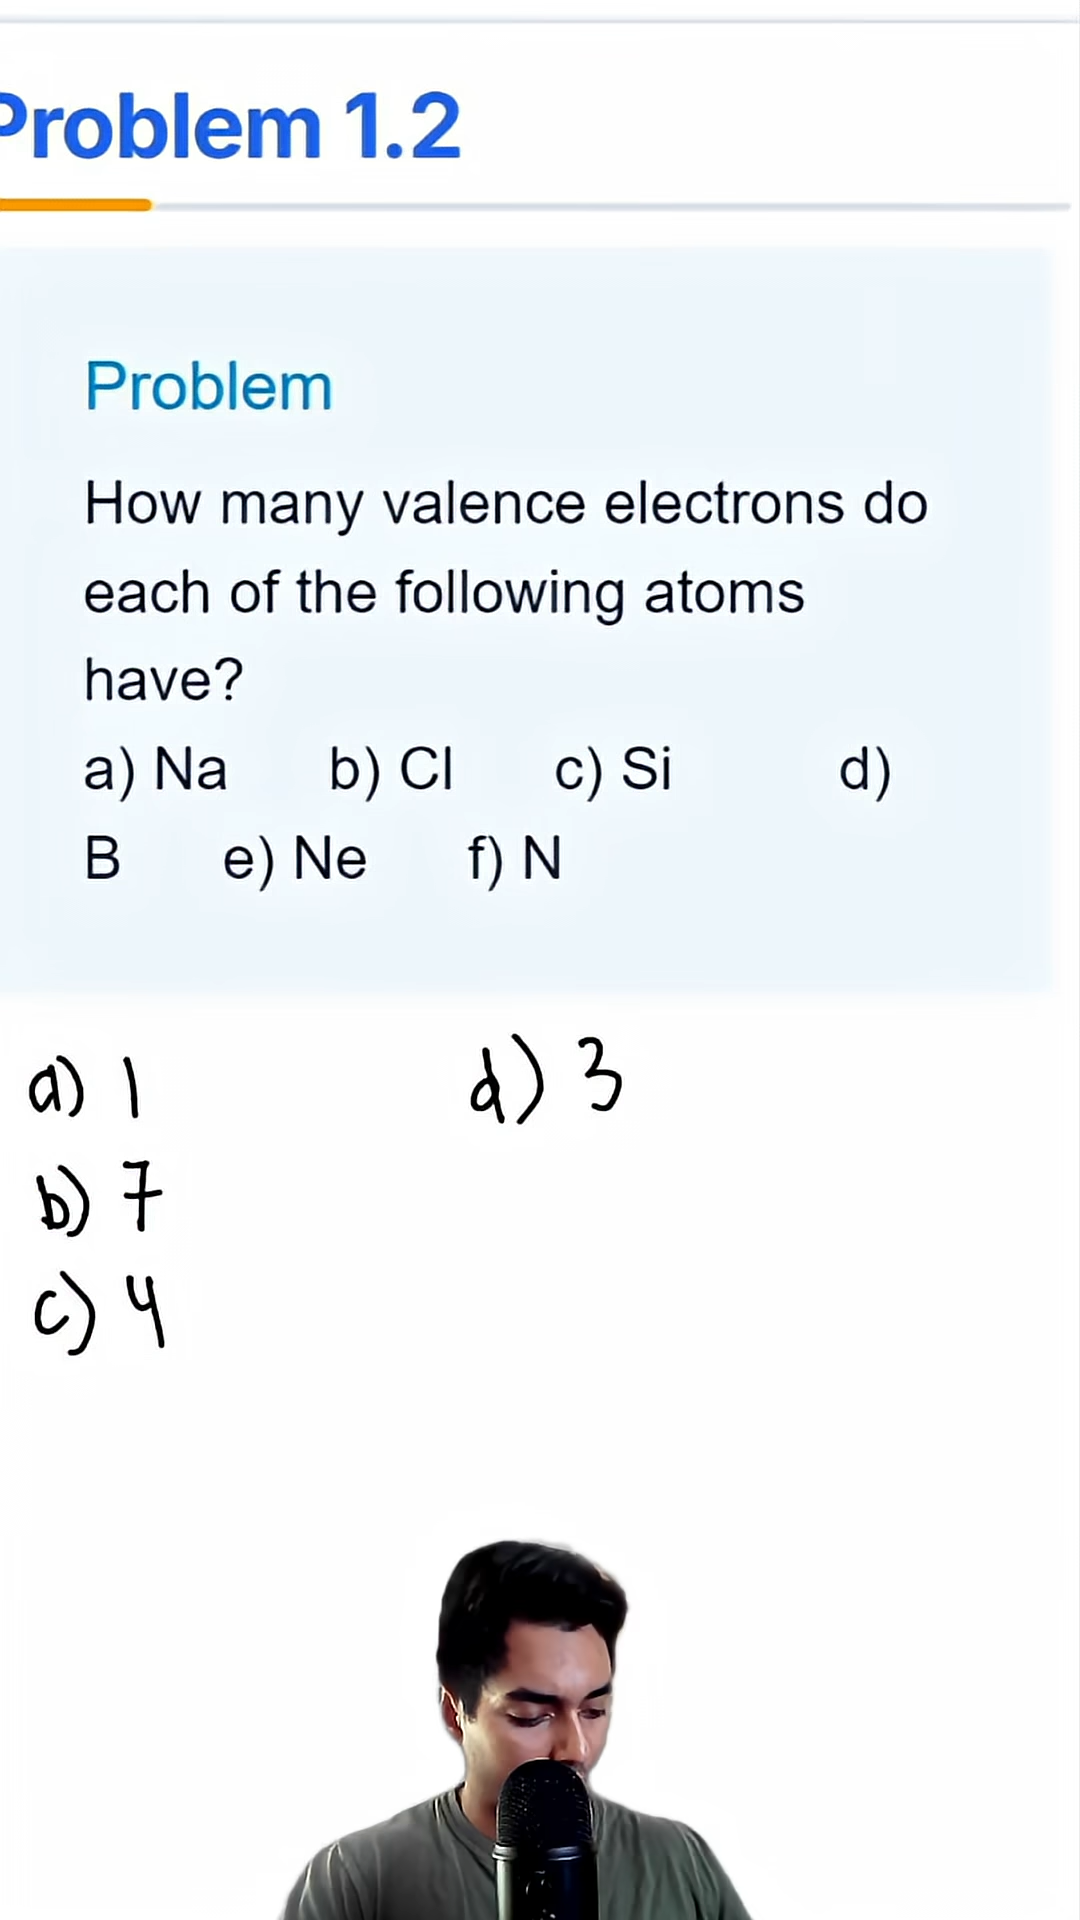 Problem 1.2
Problem
How many valence electrons do
each of the following atoms
have?
a) Na b) Cl c) Si d)
B e) Ne f) N
a) 1 d) 3
b) 7
c) 4